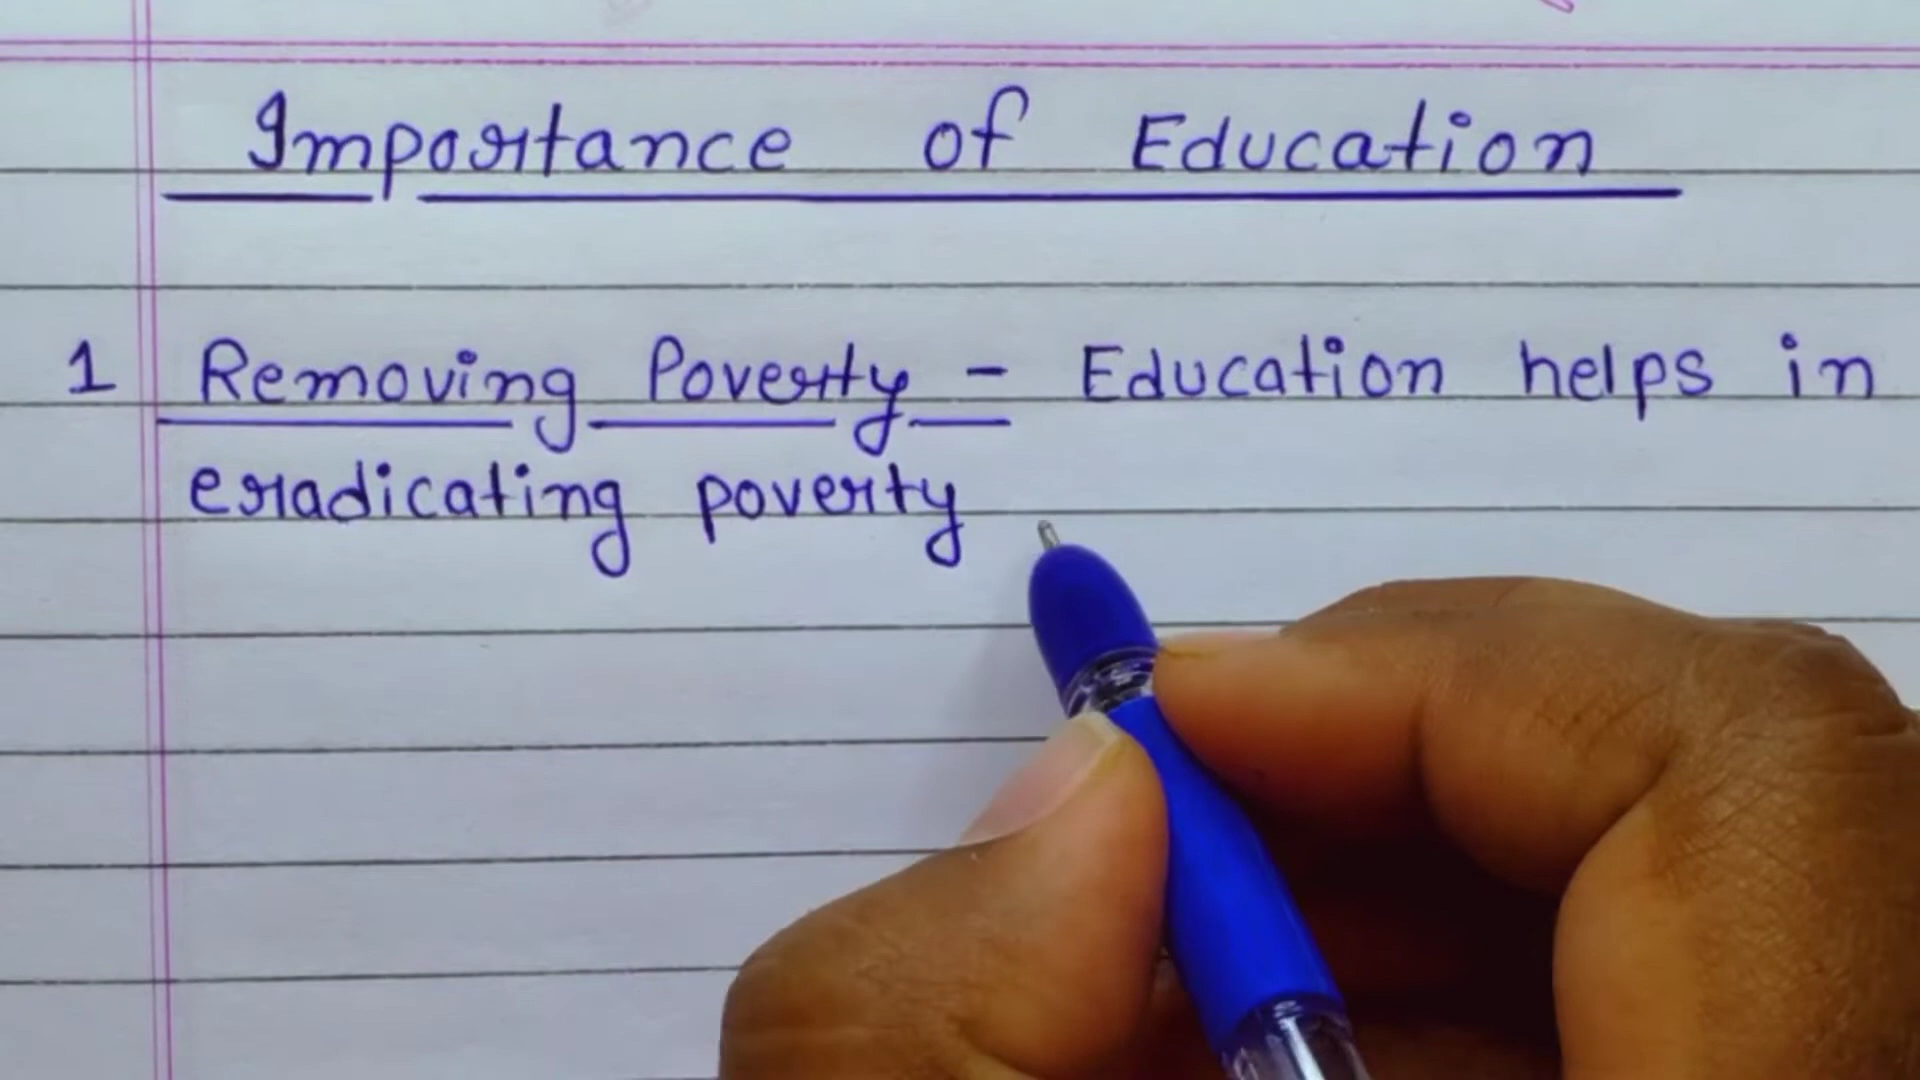 Importance of Education
1 Removing Poverty - Education helps in
eradicating poverty